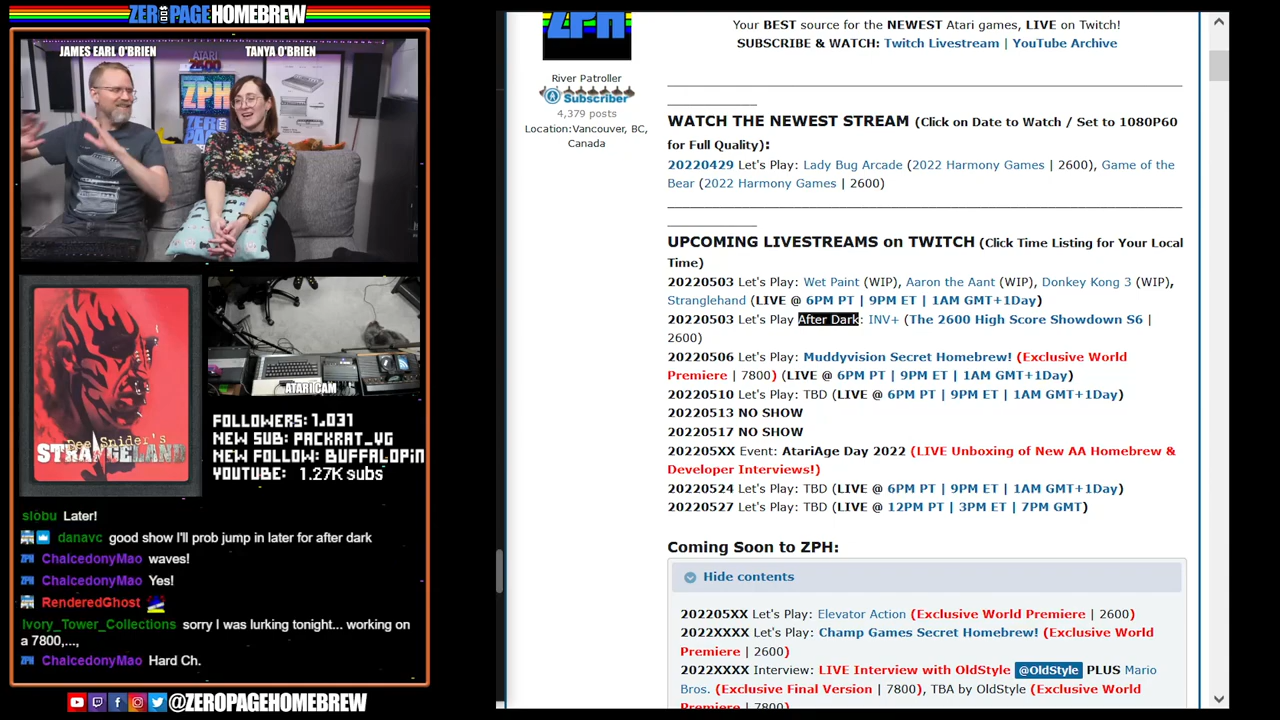 ZERO PAGE HOMEBREW
JAMES EARL O'BRIEN
TANYA O'BRIEN
ATARI
2600
ZPH
ATARI CAM
Dee Snider's
STRANGELAND
FOLLOWERS: 1,031
NEW SUB: PACKRAT_VG
NEW FOLLOW: BUFFALOPIN
YOUTUBE: 1.27K subs
slobu Later!
danavc good show I'll prob jump in later for after dark
ChalcedonyMao waves!
ChalcedonyMao Yes!
RenderedGhost
Ivory_Tower_Collections sorry I was lurking tonight... working on
a 7800,...,
ChalcedonyMao Hard Ch.
@ZEROPAGEHOMEBREW
ZPH
River Patroller
Subscriber
4,379 posts
Location:Vancouver, BC,
Canada
Your BEST source for the NEWEST Atari games, LIVE on Twitch!
SUBSCRIBE & WATCH: Twitch Livestream | YouTube Archive
WATCH THE NEWEST STREAM (Click on Date to Watch / Set to 1080P60
for Full Quality):
20220429 Let's Play: Lady Bug Arcade (2022 Harmony Games | 2600), Game of the
Bear (2022 Harmony Games | 2600)
UPCOMING LIVESTREAMS on TWITCH (Click Time Listing for Your Local
Time)
20220503 Let's Play: Wet Paint (WIP), Aaron the Aant (WIP), Donkey Kong 3 (WIP),
Stranglehand (LIVE @ 6PM PT | 9PM ET | 1AM GMT+1Day)
20220503 Let's Play After Dark: INV+ (The 2600 High Score Showdown S6 |
2600)
20220506 Let's Play: Muddyvision Secret Homebrew! (Exclusive World
Premiere | 7800) (LIVE @ 6PM PT | 9PM ET | 1AM GMT+1Day)
20220510 Let's Play: TBD (LIVE @ 6PM PT | 9PM ET | 1AM GMT+1Day)
20220513 NO SHOW
20220517 NO SHOW
202205XX Event: AtariAge Day 2022 (LIVE Unboxing of New AA Homebrew &
Developer Interviews!)
20220524 Let's Play: TBD (LIVE @ 6PM PT | 9PM ET | 1AM GMT+1Day)
20220527 Let's Play: TBD (LIVE @ 12PM PT | 3PM ET | 7PM GMT)
Coming Soon to ZPH:
Hide contents
202205XX Let's Play: Elevator Action (Exclusive World Premiere | 2600)
2022XXXX Let's Play: Champ Games Secret Homebrew! (Exclusive World
Premiere | 2600)
2022XXXX Interview: LIVE Interview with OldStyle @OldStyle PLUS Mario
Bros. (Exclusive Final Version | 7800), TBA by OldStyle (Exclusive World
Premiere | 7800)